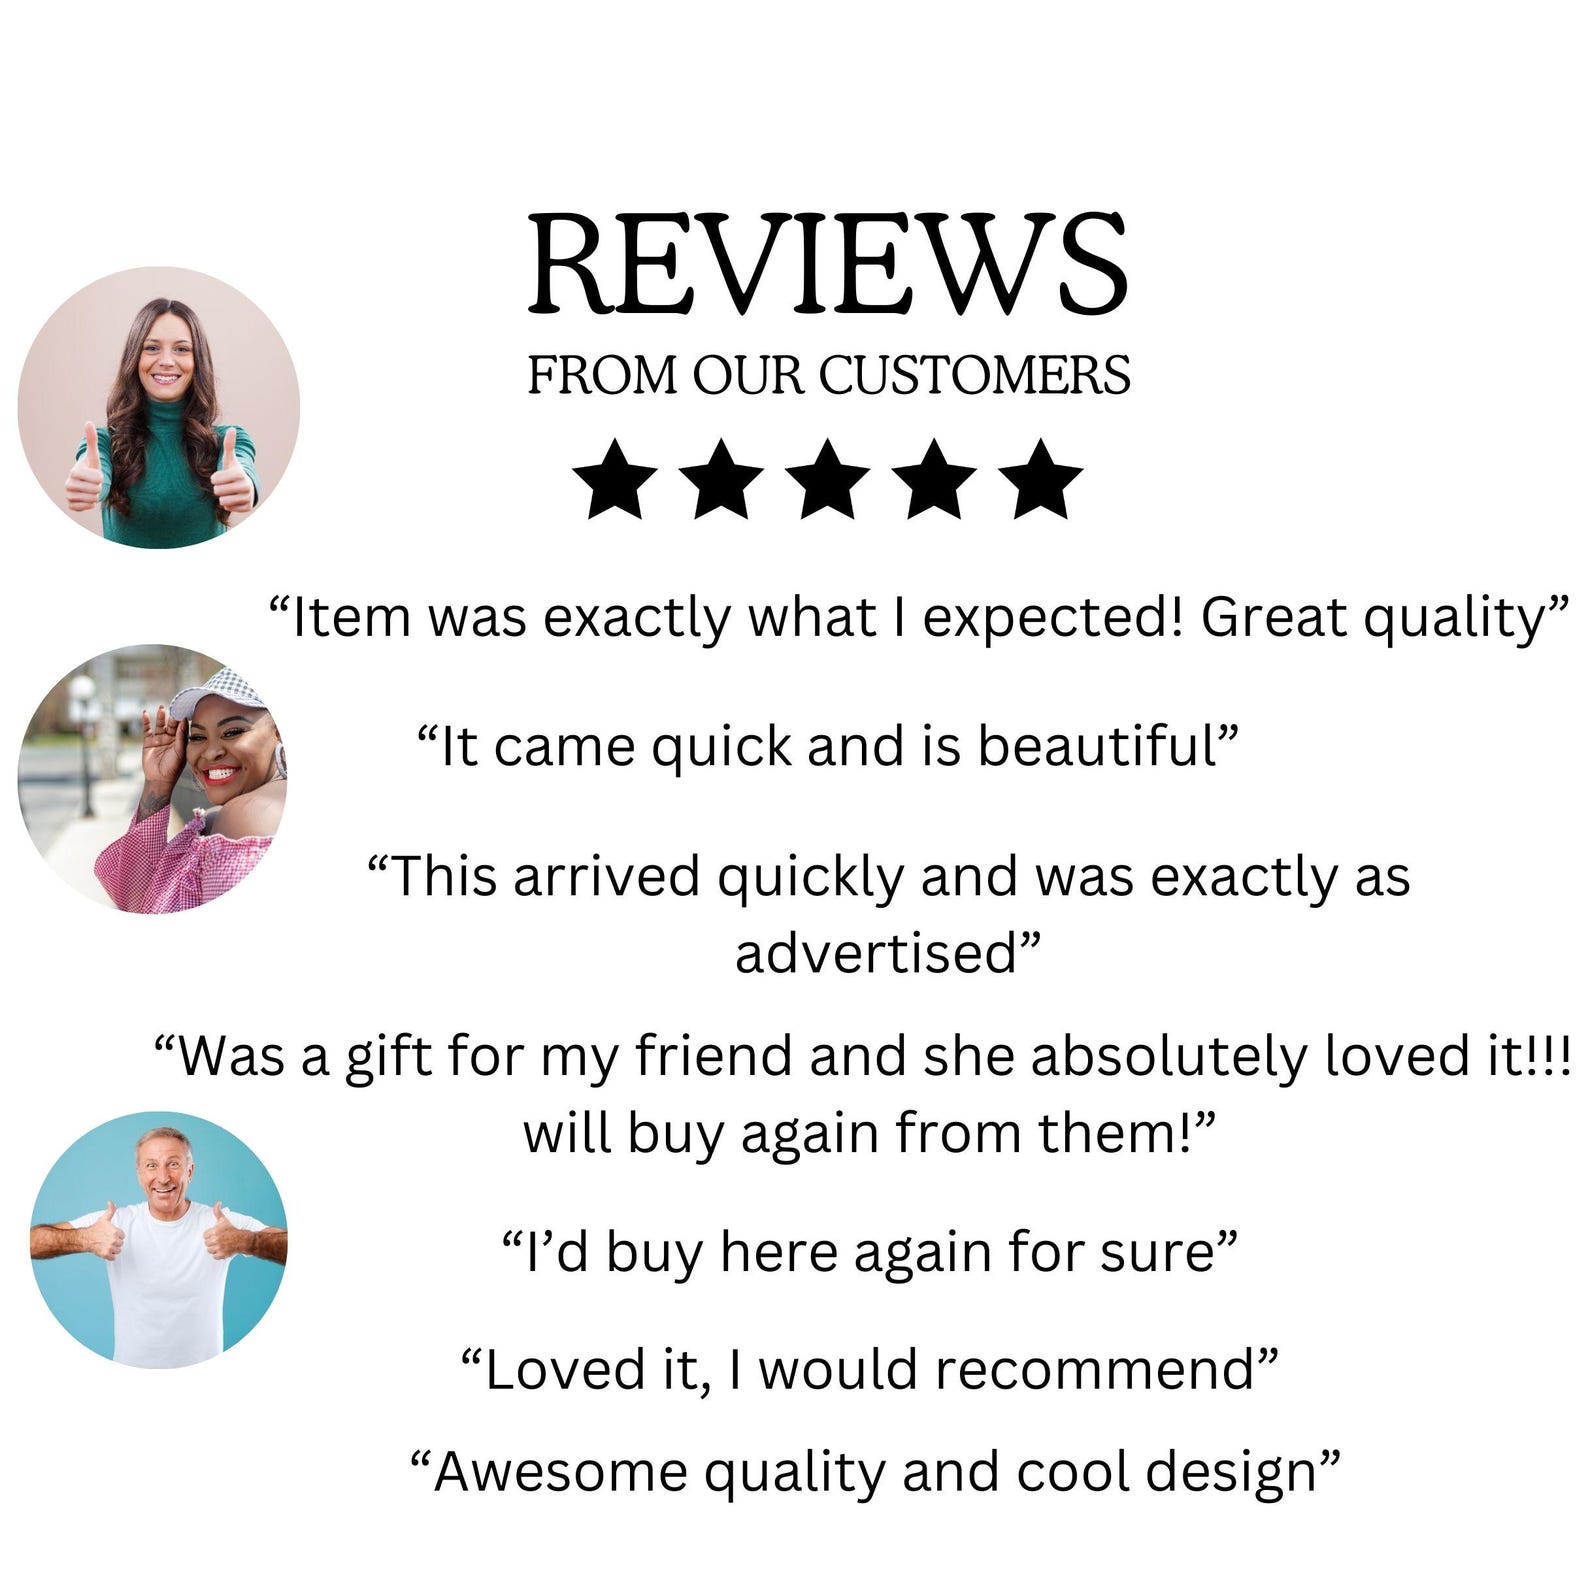 REVIEWS
FROM OUR CUSTOMERS
“Item was exactly what I expected! Great quality”
“It came quick and is beautiful”
“This arrived quickly and was exactly as
advertised”
“Was a gift for my friend and she absolutely loved it!!!
will buy again from them!”
“I’d buy here again for sure”
“Loved it, I would recommend”
“Awesome quality and cool design”